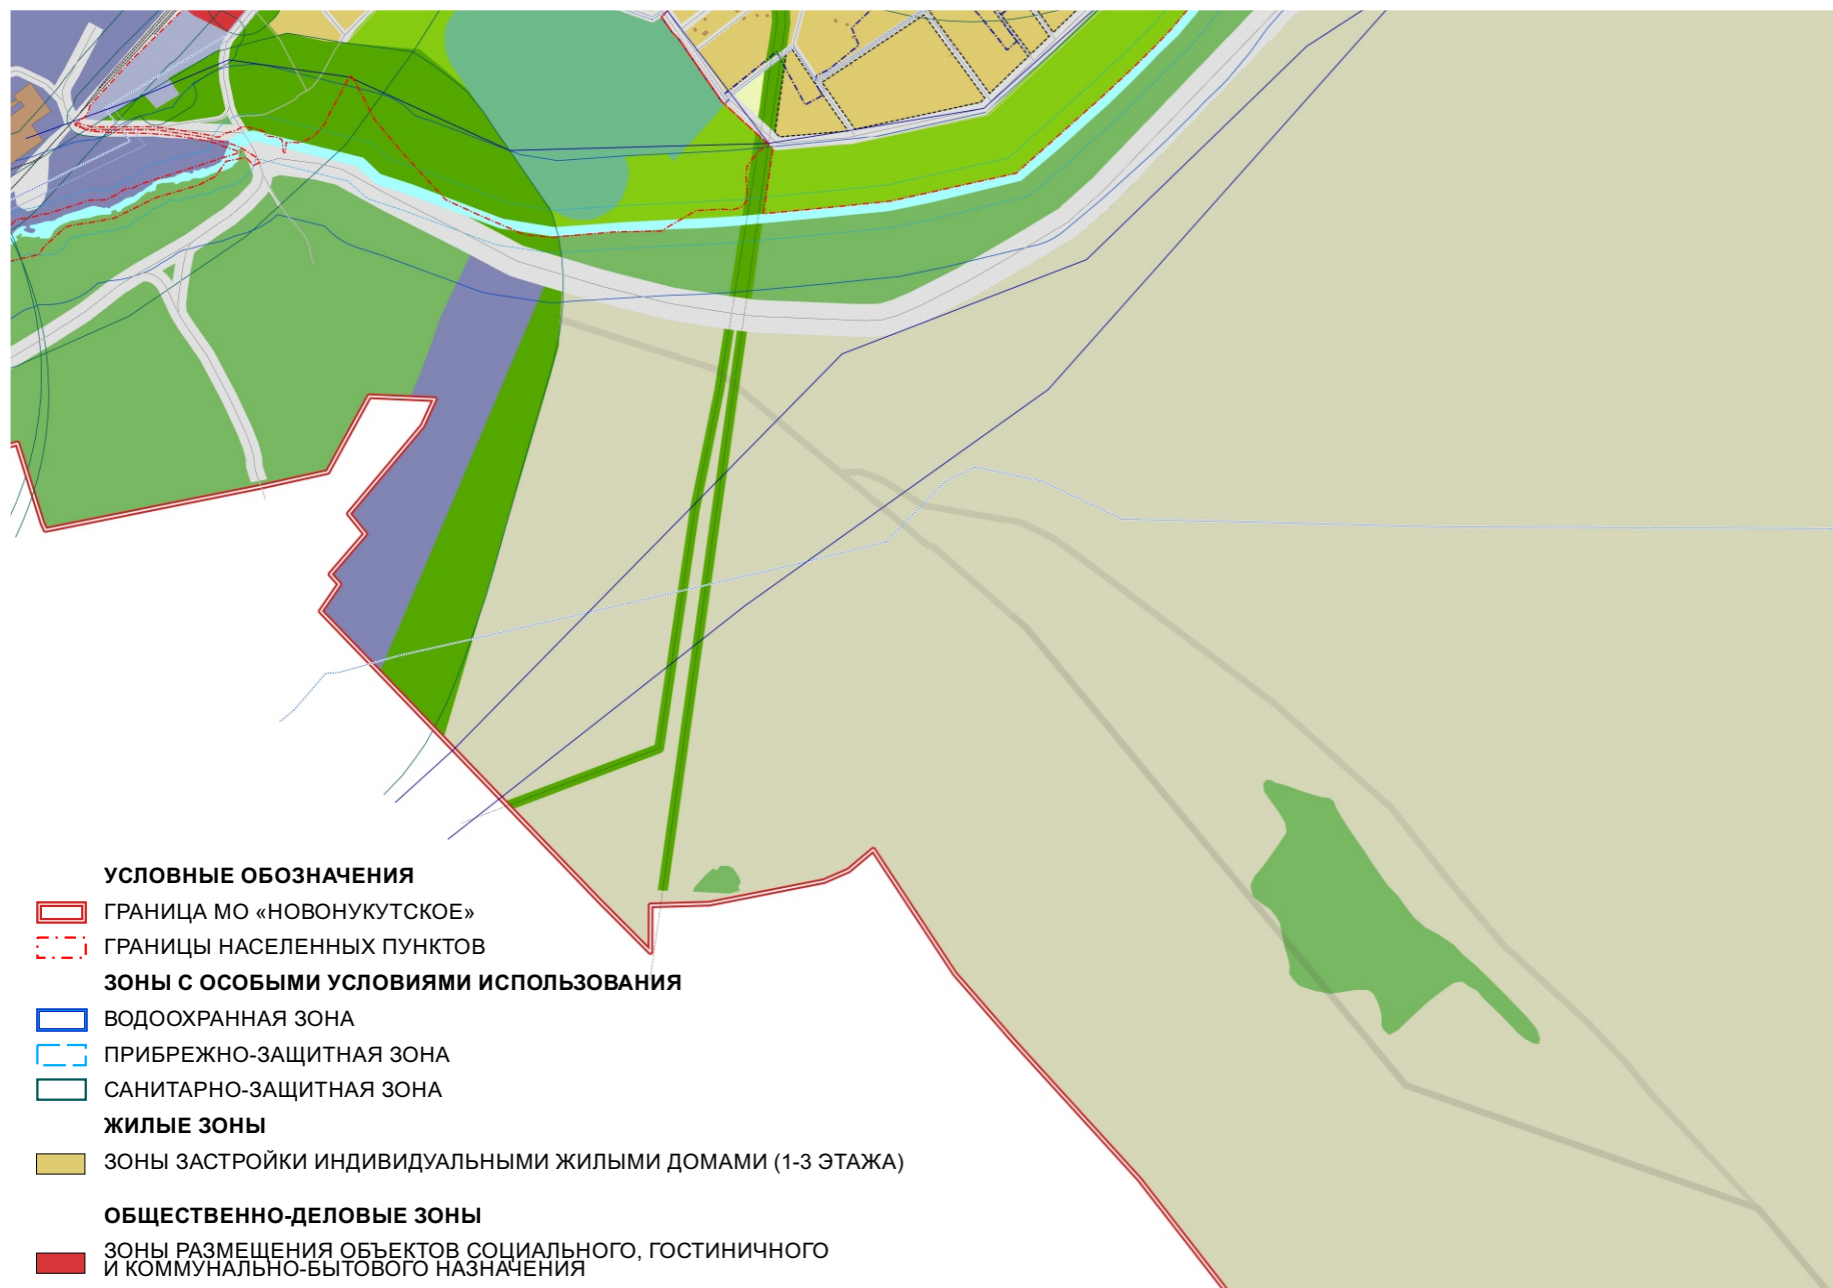 УСЛОВНЫЕ ОБОЗНАЧЕНИЯ
ГРАНИЦА МО «НОВОНУКУТСКОЕ»
ГРАНИЦЫ НАСЕЛЕННЫХ ПУНКТОВ
ЗОНЫ С ОСОБЫМИ УСЛОВИЯМИ ИСПОЛЬЗОВАНИЯ
ВОДООХРАННАЯ ЗОНА
ПРИБРЕЖНО-ЗАЩИТНАЯ ЗОНА
САНИТАРНО-ЗАЩИТНАЯ ЗОНА
ЖИЛЫЕ ЗОНЫ
ЗОНЫ ЗАСТРОЙКИ ИНДИВИДУАЛЬНЫМИ ЖИЛЫМИ ДОМАМИ (1-3 ЭТАЖА)
ОБЩЕСТВЕННО-ДЕЛОВЫЕ ЗОНЫ
ЗОНЫ РАЗМЕЩЕНИЯ ОБЪЕКТОВ СОЦИАЛЬНОГО, ГОСТИНИЧНОГО
И КОММУНАЛЬНО-БЫТОВОГО НАЗНАЧЕНИЯ